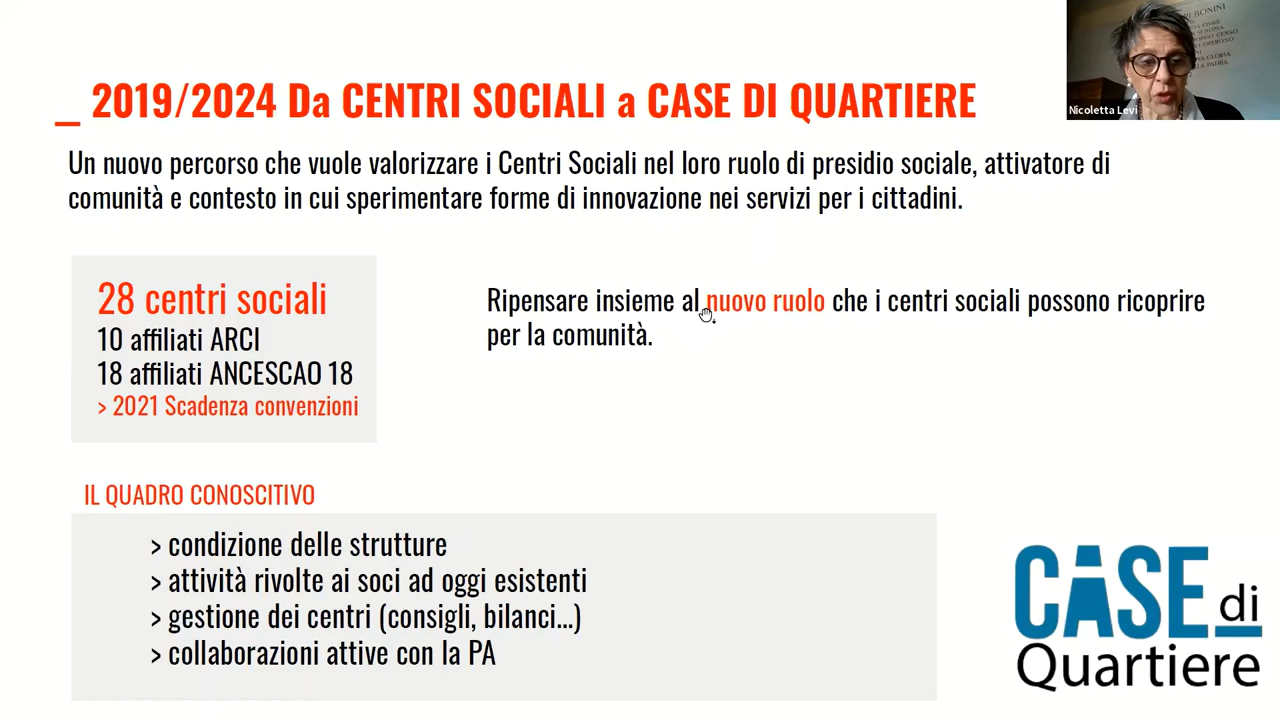 _ 2019/2024 Da CENTRI SOCIALI a CASE DI QUARTIERE
Nicoletta Levi
Un nuovo percorso che vuole valorizzare i Centri Sociali nel loro ruolo di presidio sociale, attivatore di
comunità e contesto in cui sperimentare forme di innovazione nei servizi per i cittadini.
28 centri sociali
10 affiliati ARCI
18 affiliati ANCESCAO 18
> 2021 Scadenza convenzioni
Ripensare insieme al nuovo ruolo che i centri sociali possono ricoprire
per la comunità.
IL QUADRO CONOSCITIVO
> condizione delle strutture
> attività rivolte ai soci ad oggi esistenti
> gestione dei centri (consigli, bilanci...)
> collaborazioni attive con la PA
CASE di
Quartiere